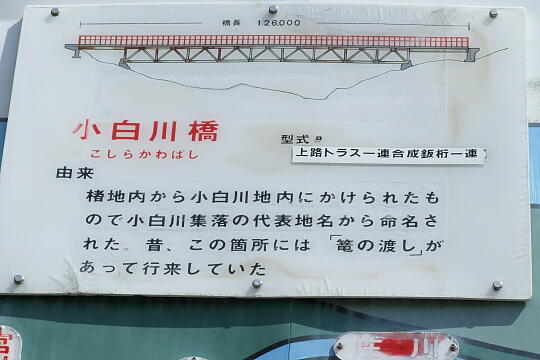 橋長 126.000
小白川橋
こしらかわばし
型式
上路トラス一連合成鈑桁一連
由来
楮地内から小白川地内にかけられたも
ので小白川集落の代表地名から命名さ
れた。昔、この箇所には「篭の渡し」が
あって行来していた